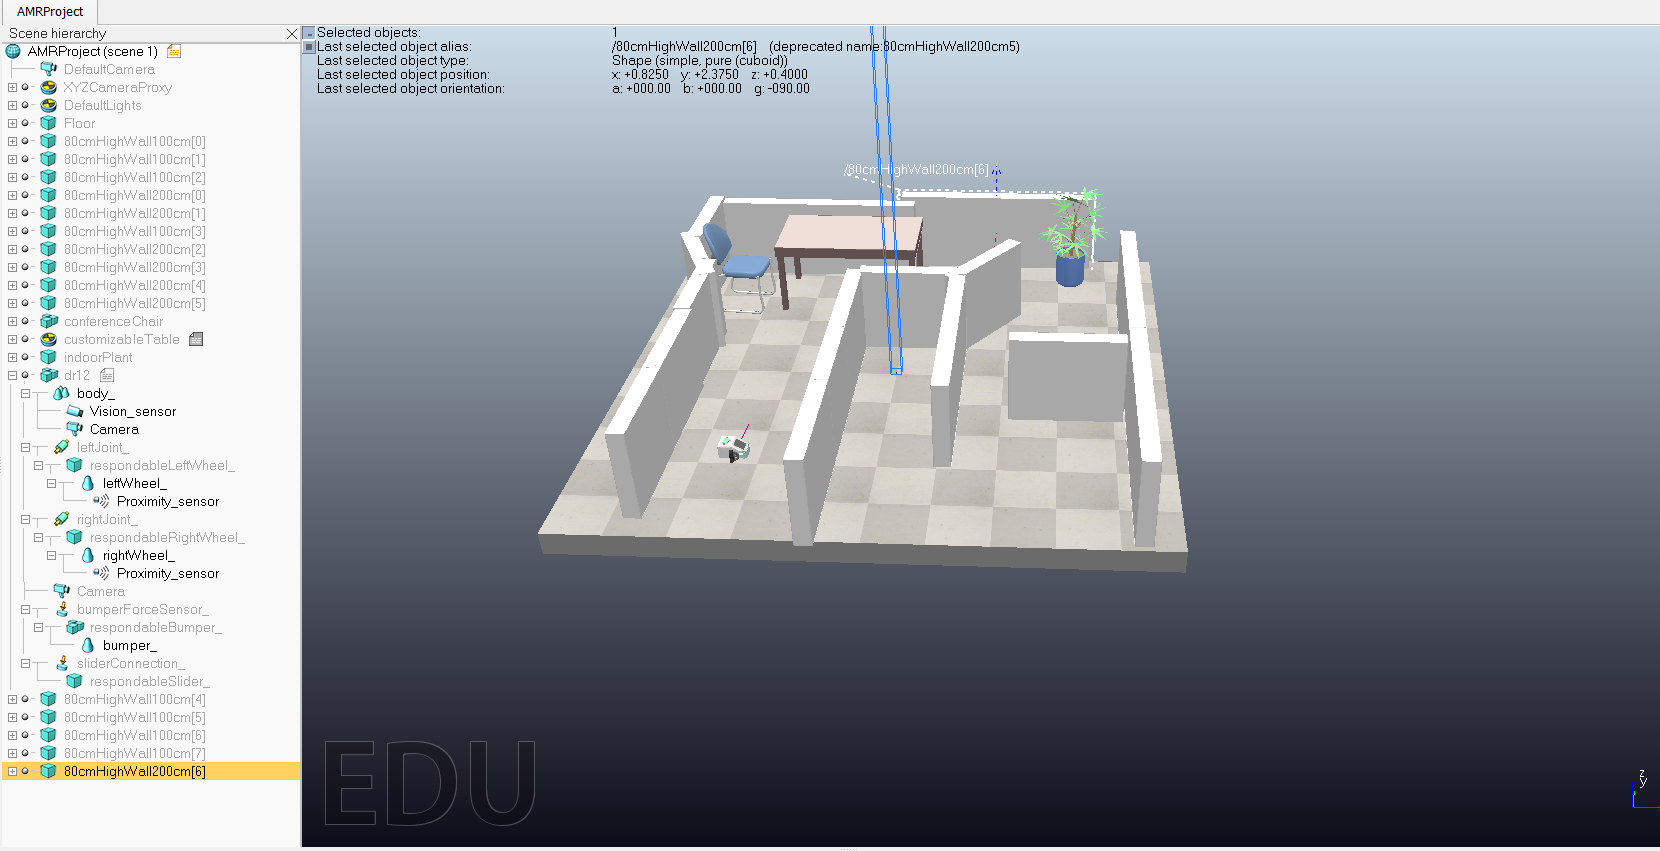 AMRProject
Scene hierarchy
AMRProject (scene 1)
DefaultCamera
XYZCameraProxy
DefaultLights
Floor
80cmHighWall100cm[0]
80cmHighWall100cm[1]
80cmHighWall100cm[2]
80cmHighWall200cm[0]
80cmHighWall200cm[1]
80cmHighWall100cm[3]
80cmHighWall200cm[2]
80cmHighWall200cm[3]
80cmHighWall200cm[4]
80cmHighWall200cm[5]
conferenceChair
customizableTable
indoorPlant
dr12
body_
Vision_sensor
Camera
leftJoint_
respondableLeftWheel_
leftWheel_
Proximity_sensor
rightJoint_
respondableRightWheel_
rightWheel_
Proximity_sensor
Camera
bumperForceSensor_
respondableBumper_
bumper_
sliderConnection_
respondableSlider_
80cmHighWall100cm[4]
80cmHighWall100cm[5]
80cmHighWall100cm[6]
80cmHighWall100cm[7]
80cmHighWall200cm[6]
Selected objects: 1
Last selected object alias: /80cmHighWall200cm[6] (deprecated name:80cmHighWall200cm5)
Last selected object type: Shape (simple, pure (cuboid))
Last selected object position: x: +0.8250 y: +2.3750 z: +0.4000
Last selected object orientation: a: +000.00 b: +000.00 g: -090.00
/80cmHighWall200cm[6]
EDU
z
y